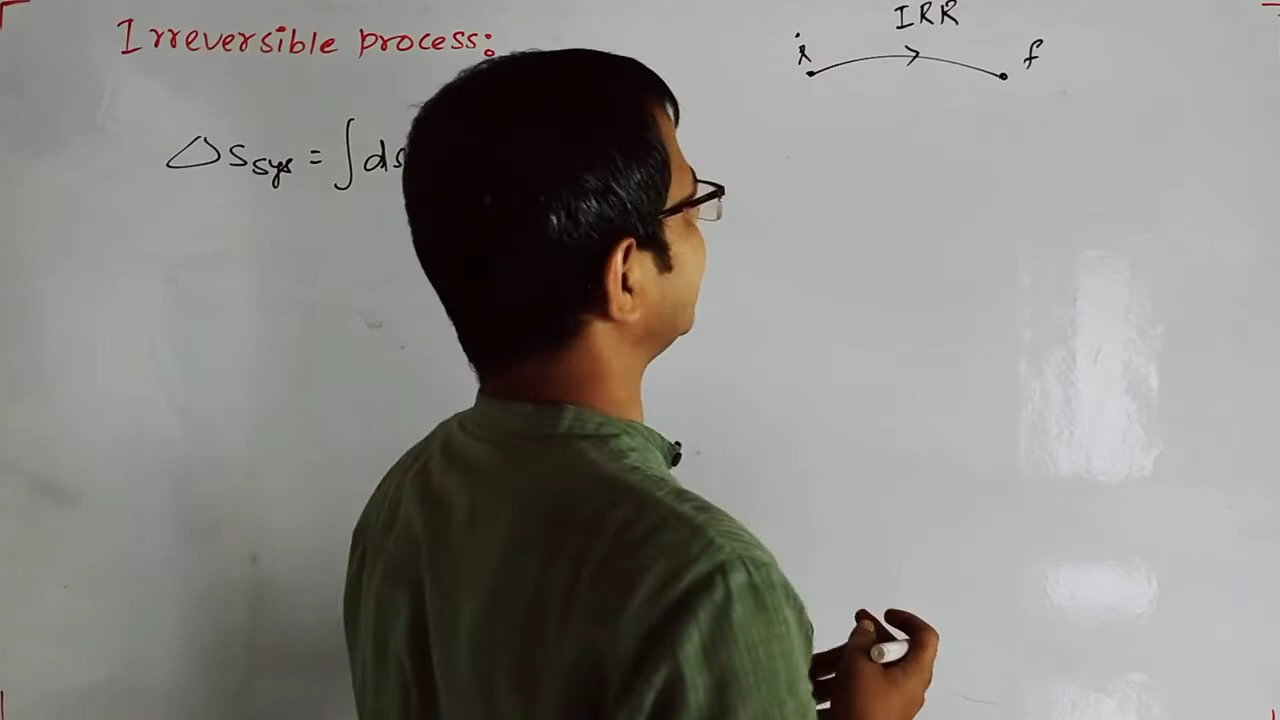 Irreversible process:
IRR
i f
ΔSsys = ∫ds